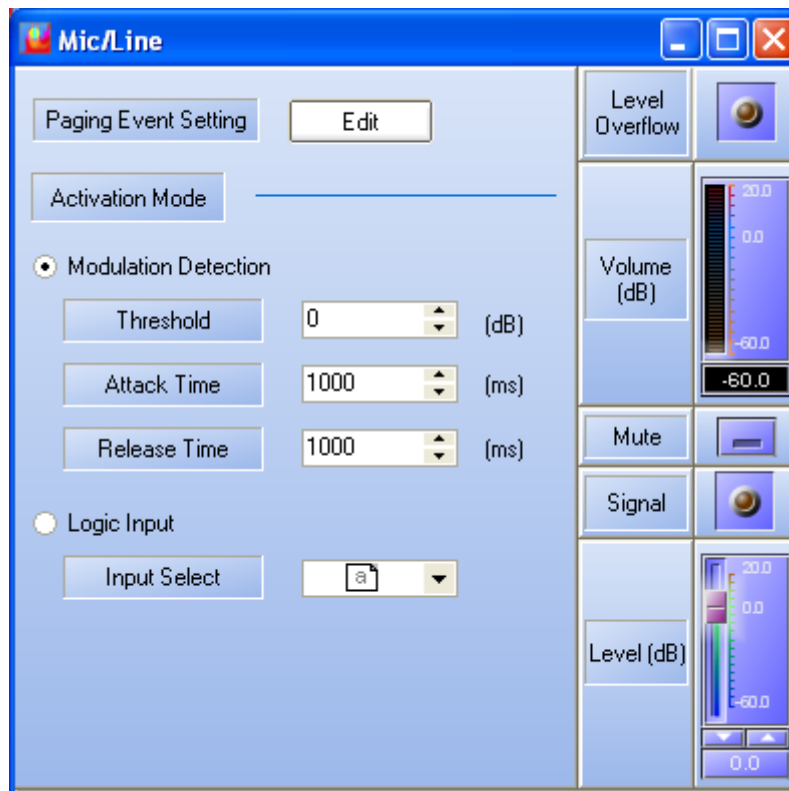 Mic/Line
Paging Event Setting
Edit
Activation Mode
Modulation Detection
Threshold
0
(dB)
Attack Time
1000
(ms)
Release Time
1000
(ms)
Logic Input
Input Select
a
Level
Overflow
Volume
(dB)
20.0
0.0
-60.0
-60.0
Mute
Signal
Level (dB)
20.0
0.0
-60.0
0.0